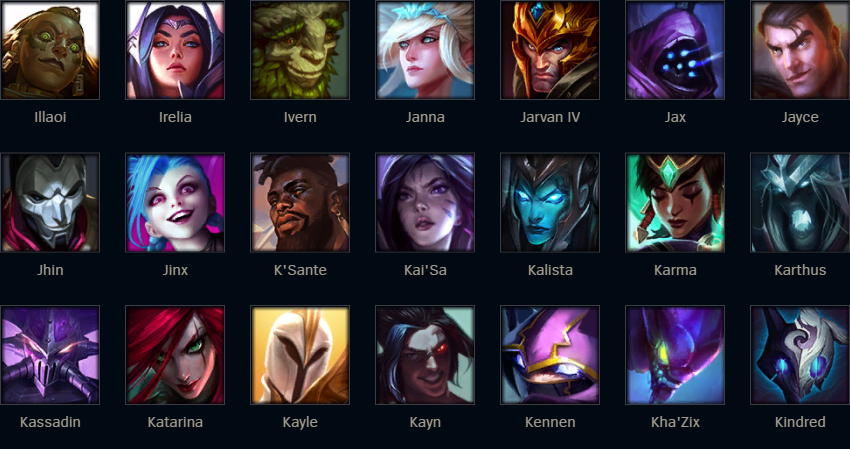 Illaoi
Irelia
Ivern
Janna
Jarvan IV
Jax
Jayce
Jhin
Jinx
K'Sante
Kai'Sa
Kalista
Karma
Karthus
Kassadin
Katarina
Kayle
Kayn
Kennen
Kha'Zix
Kindred